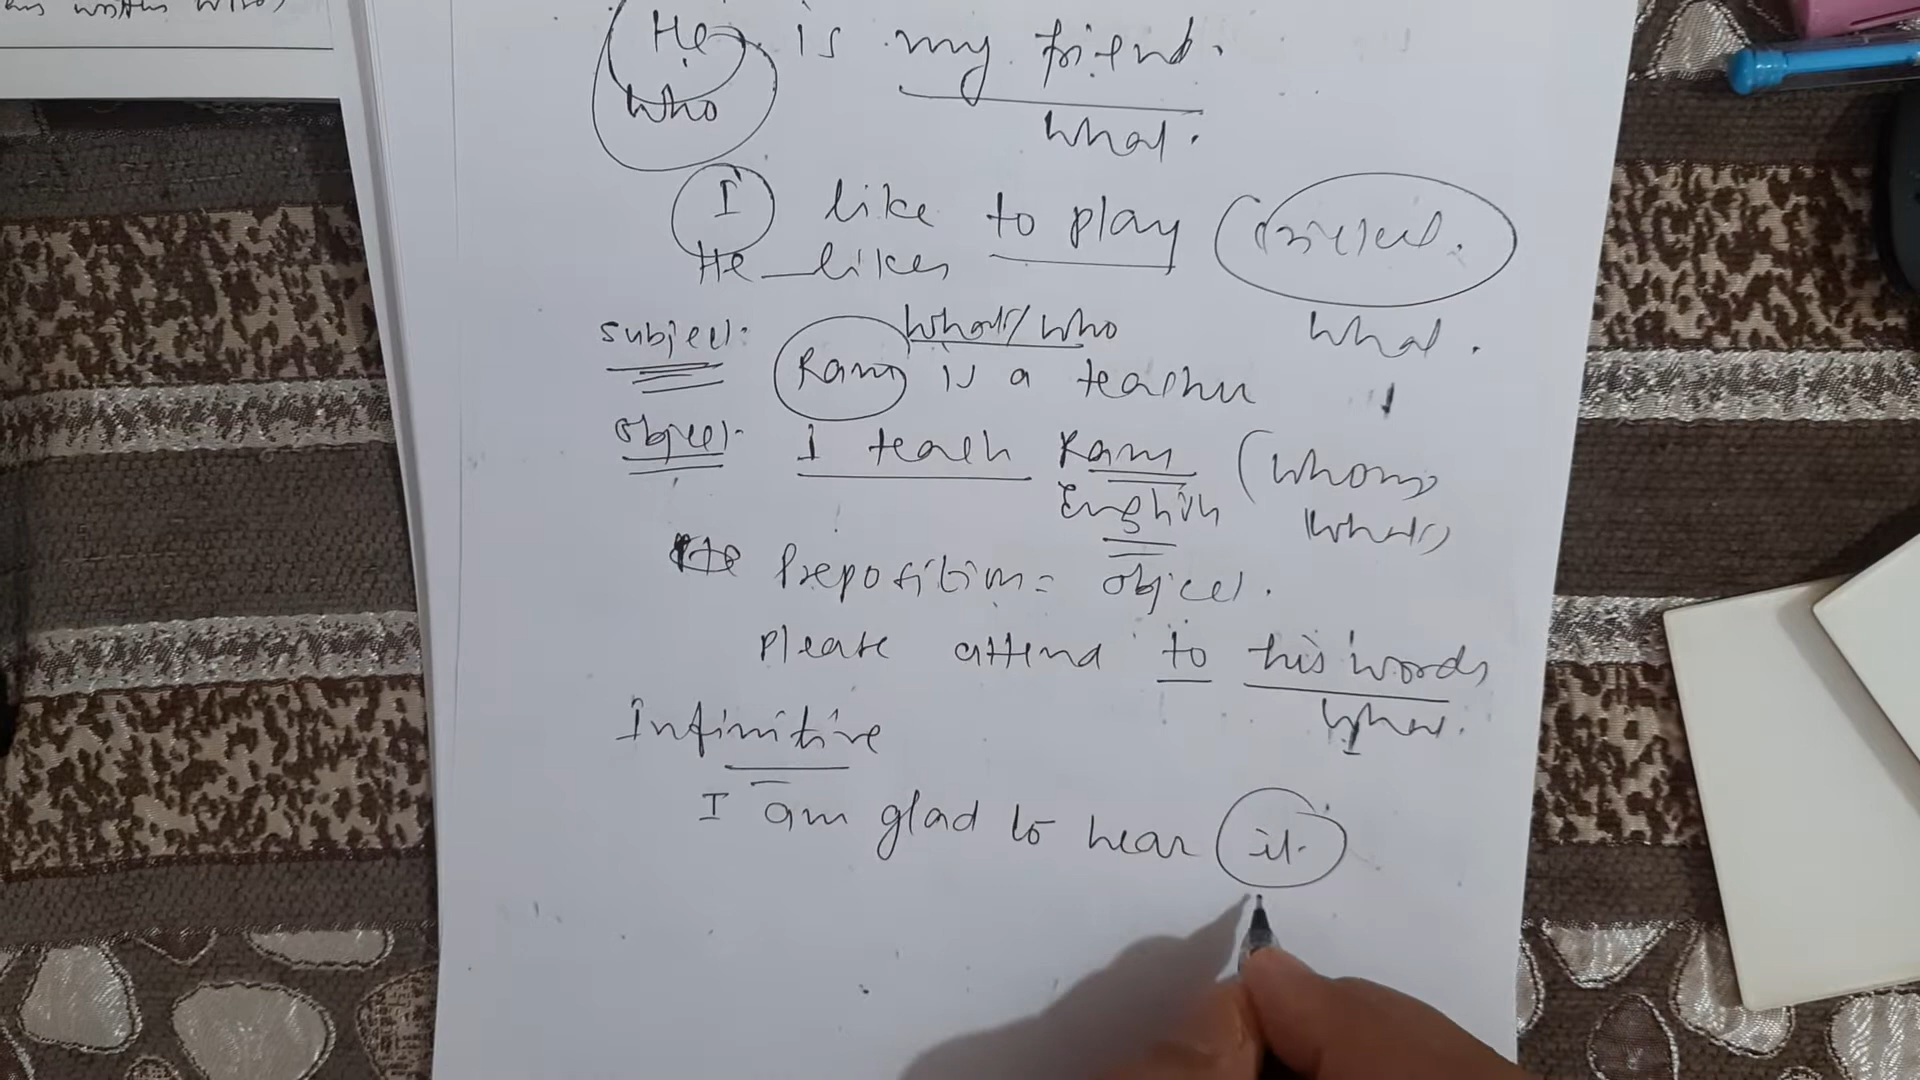 He is my friend.
who what.
I like to play cricket.
He likes
what.
subject: what/who
Ram is a teacher
object. I teach Ram (whom,
English what)
Preposition = object.
Please attend to this words
what.
Infinitive
I am glad to hear it.